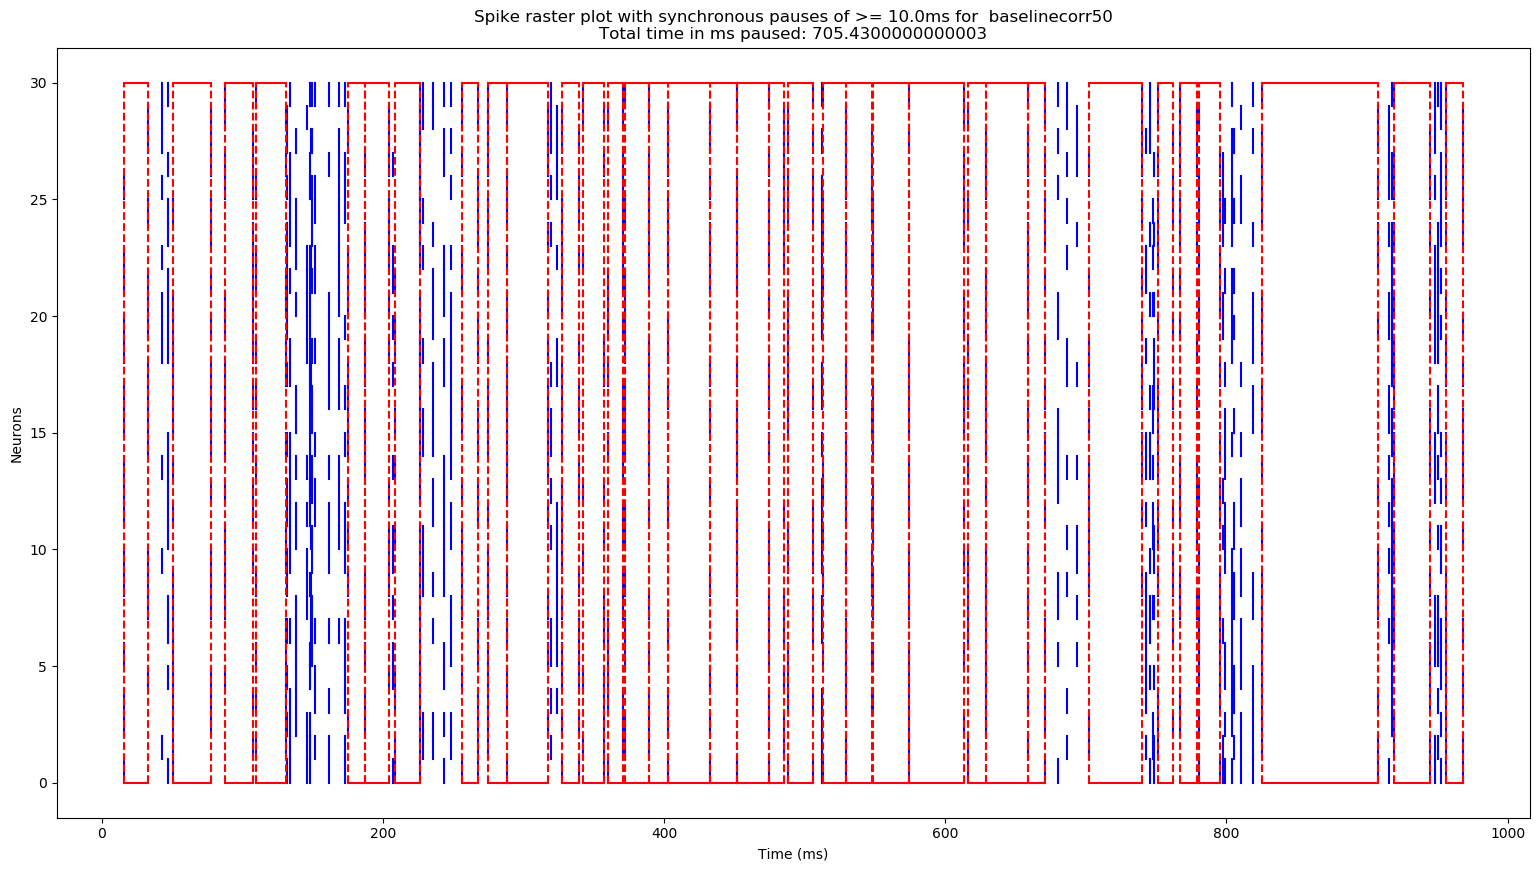 Spike raster plot with synchronous pauses of >= 10.0ms for  baselinecorr50
Total time in ms paused: 705.4300000000003
30
25
20
15
10
5
0
Neurons
0 200 400 600 800 1000
Time (ms)